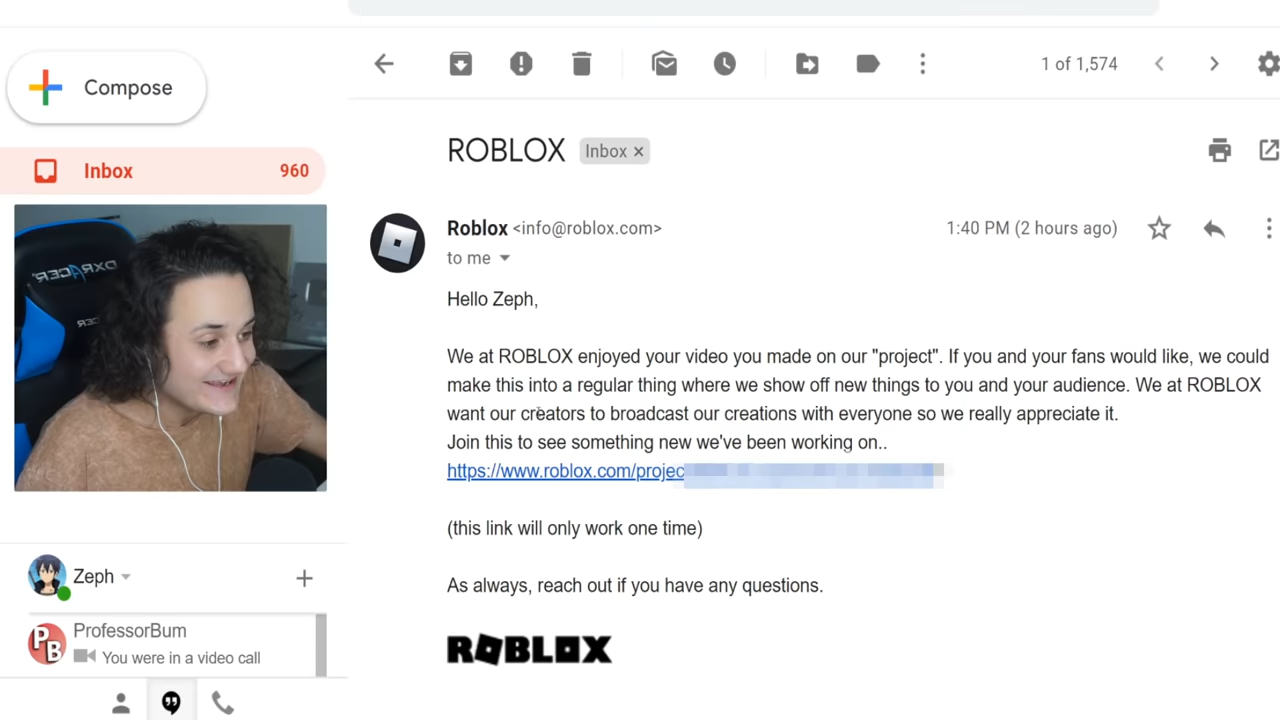 Compose
1 of 1,574
Inbox
960
ROBLOX
Inbox ×
Roblox <info@roblox.com>
1:40 PM (2 hours ago)
to me
Hello Zeph,
We at ROBLOX enjoyed your video you made on our "project". If you and your fans would like, we could
make this into a regular thing where we show off new things to you and your audience. We at ROBLOX
want our creators to broadcast our creations with everyone so we really appreciate it.
Join this to see something new we've been working on..
https://www.roblox.com/projec
(this link will only work one time)
As always, reach out if you have any questions.
ROBLOX
DXRACER
Zeph
PB
ProfessorBum
You were in a video call